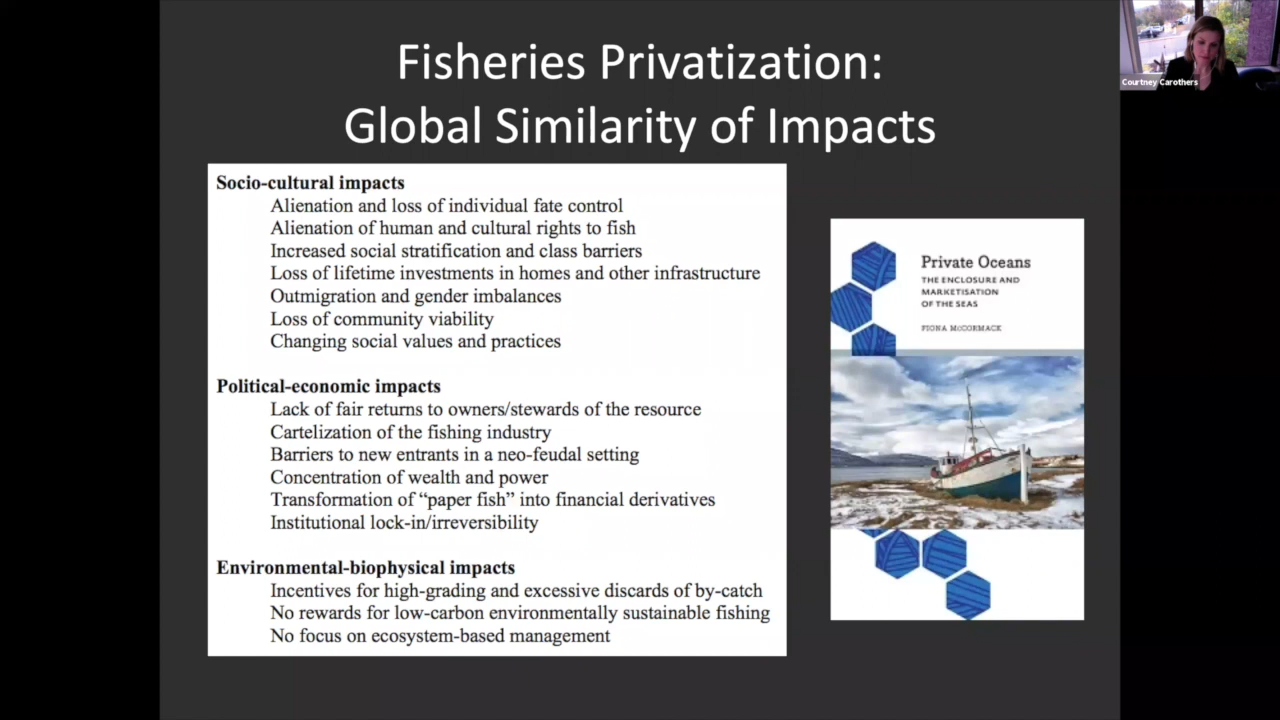 Fisheries Privatization:
Global Similarity of Impacts
Socio-cultural impacts
Alienation and loss of individual fate control
Alienation of human and cultural rights to fish
Increased social stratification and class barriers
Loss of lifetime investments in homes and other infrastructure
Outmigration and gender imbalances
Loss of community viability
Changing social values and practices
Political-economic impacts
Lack of fair returns to owners/stewards of the resource
Cartelization of the fishing industry
Barriers to new entrants in a neo-feudal setting
Concentration of wealth and power
Transformation of “paper fish” into financial derivatives
Institutional lock-in/irreversibility
Environmental-biophysical impacts
Incentives for high-grading and excessive discards of by-catch
No rewards for low-carbon environmentally sustainable fishing
No focus on ecosystem-based management
Private Oceans
THE ENCLOSURE AND
MARKETISATION
OF THE SEAS
FIONA McCORMACK
Courtney Carothers